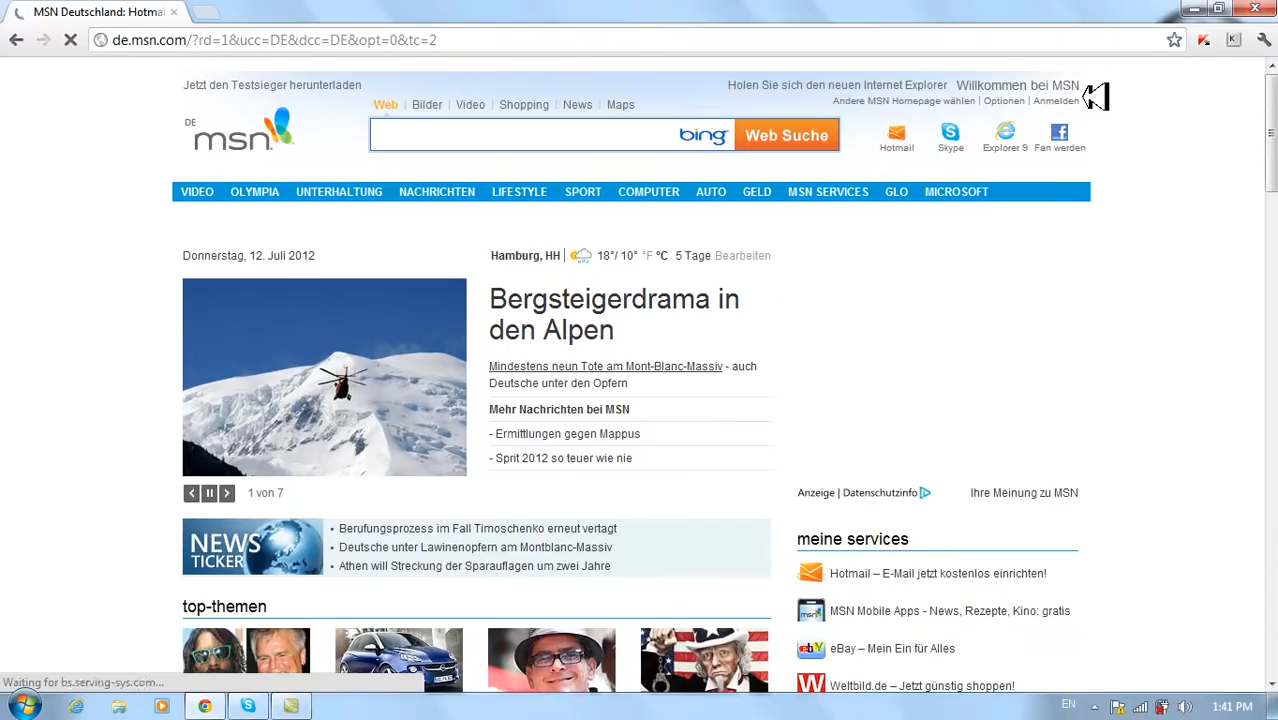 MSN Deutschland: Hotmai
de.msn.com/?rd=1&ucc=DE&dcc=DE&opt=0&tc=2
Jetzt den Testsieger herunterladen
Holen Sie sich den neuen Internet Explorer Willkommen bei MSN
Andere MSN Homepage wählen | Optionen | Anmelden
Web | Bilder | Video | Shopping | News | Maps
DE msn
bing Web Suche
Hotmail Skype Explorer 9 Fan werden
VIDEO OLYMPIA UNTERHALTUNG NACHRICHTEN LIFESTYLE SPORT COMPUTER AUTO GELD MSN SERVICES GLO MICROSOFT
Donnerstag, 12. Juli 2012
Hamburg, HH | 18°/ 10° °F °C 5 Tage Bearbeiten
Bergsteigerdrama in
den Alpen
Mindestens neun Tote am Mont-Blanc-Massiv - auch
Deutsche unter den Opfern
Mehr Nachrichten bei MSN
- Ermittlungen gegen Mappus
- Sprit 2012 so teuer wie nie
1 von 7
Anzeige | Datenschutzinfo
Ihre Meinung zu MSN
NEWS
TICKER
Berufungsprozess im Fall Timoschenko erneut vertagt
Deutsche unter Lawinenopfern am Montblanc-Massiv
Athen will Streckung der Sparauflagen um zwei Jahre
meine services
Hotmail – E-Mail jetzt kostenlos einrichten!
MSN Mobile Apps - News, Rezepte, Kino: gratis
eBay – Mein Ein für Alles
Weltbild.de – Jetzt günstig shoppen!
top-themen
Waiting for bs.serving-sys.com...
EN
1:41 PM